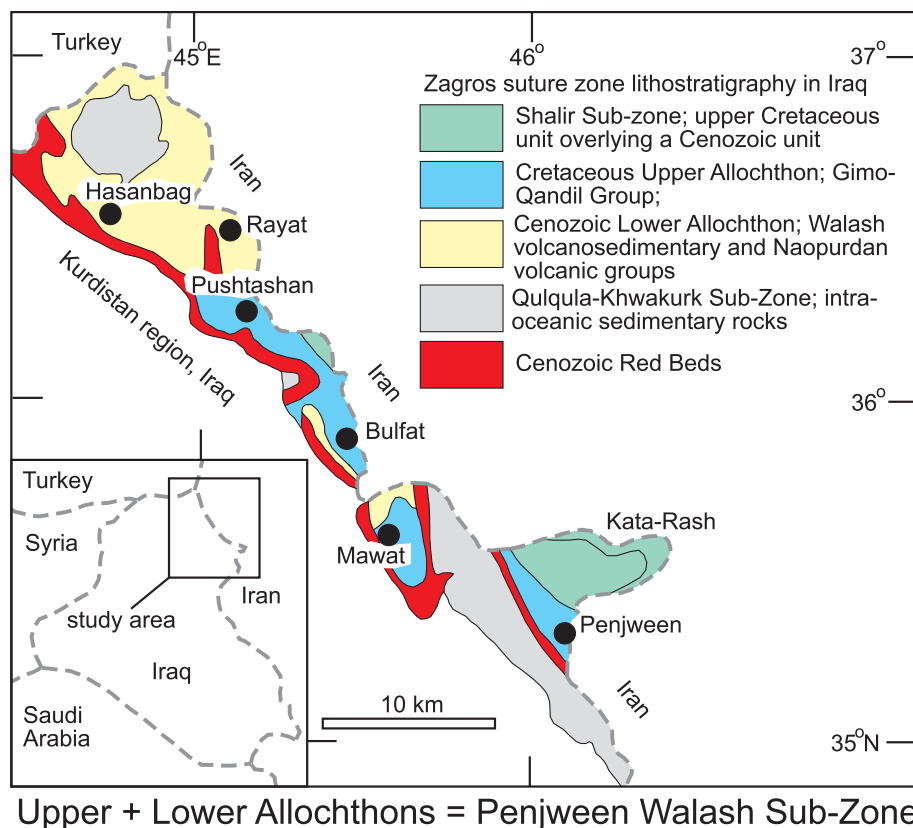 Turkey
45°E
46°
37°
Zagros suture zone lithostratigraphy in Iraq
Shalir Sub-zone; upper Cretaceous
unit overlying a Cenozoic unit
Cretaceous Upper Allochthon; Gimo-
Qandil Group;
Cenozoic Lower Allochthon; Walash
volcanosedimentary and Naopurdan
volcanic groups
Qulqula-Khwakurk Sub-Zone; intra-
oceanic sedimentary rocks
Cenozoic Red Beds
Iran
Hasanbag
Rayat
Kurdistan region, Iraq
Pushtashan
Iran
36°
Bulfat
Kata-Rash
Mawat
Penjween
Iran
10 km
35°N
Turkey
Syria
Iran
study area
Iraq
Saudi
Arabia
Upper + Lower Allochthons = Penjween Walash Sub-Zone